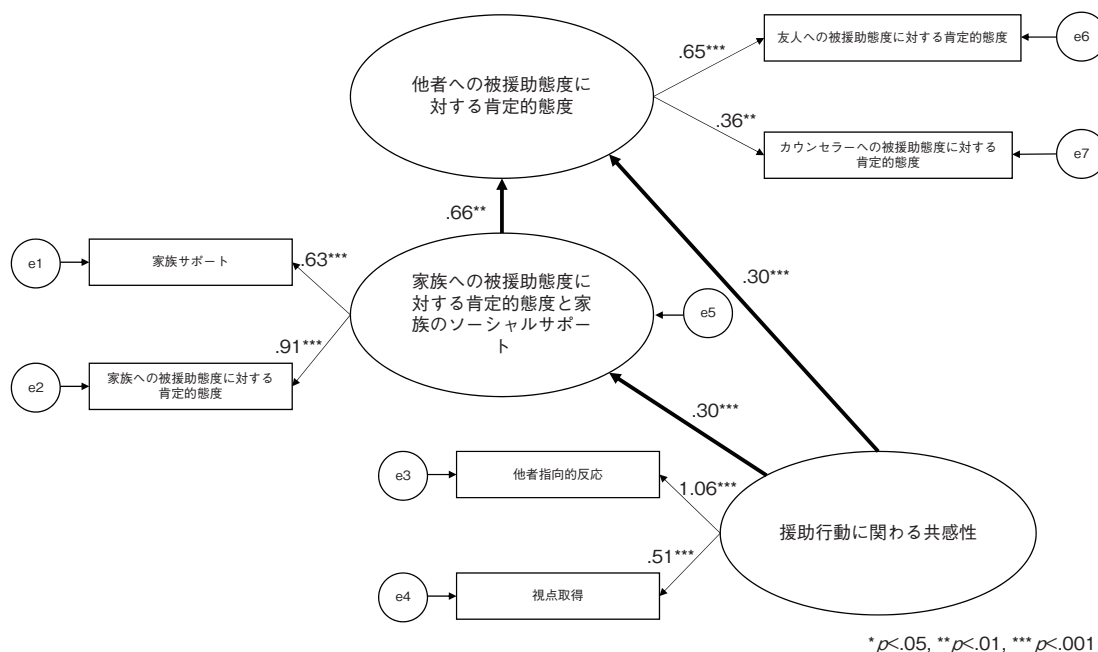 友人への被援助態度に対する肯定的態度
e6
.65***
他者への被援助態度に
対する肯定的態度
.36**
カウンセラーへの被援助態度に対する
肯定的態度
e7
.66**
e1
家族サポート
.63***
家族への被援助態度に
対する肯定的態度と家
族のソーシャルサポー
ト
e5
.30***
.91***
e2
家族への被援助態度に対する
肯定的態度
.30***
e3
他者指向的反応
1.06***
援助行動に関わる共感性
.51***
e4
視点取得
*p<.05, **p<.01, ***p<.001